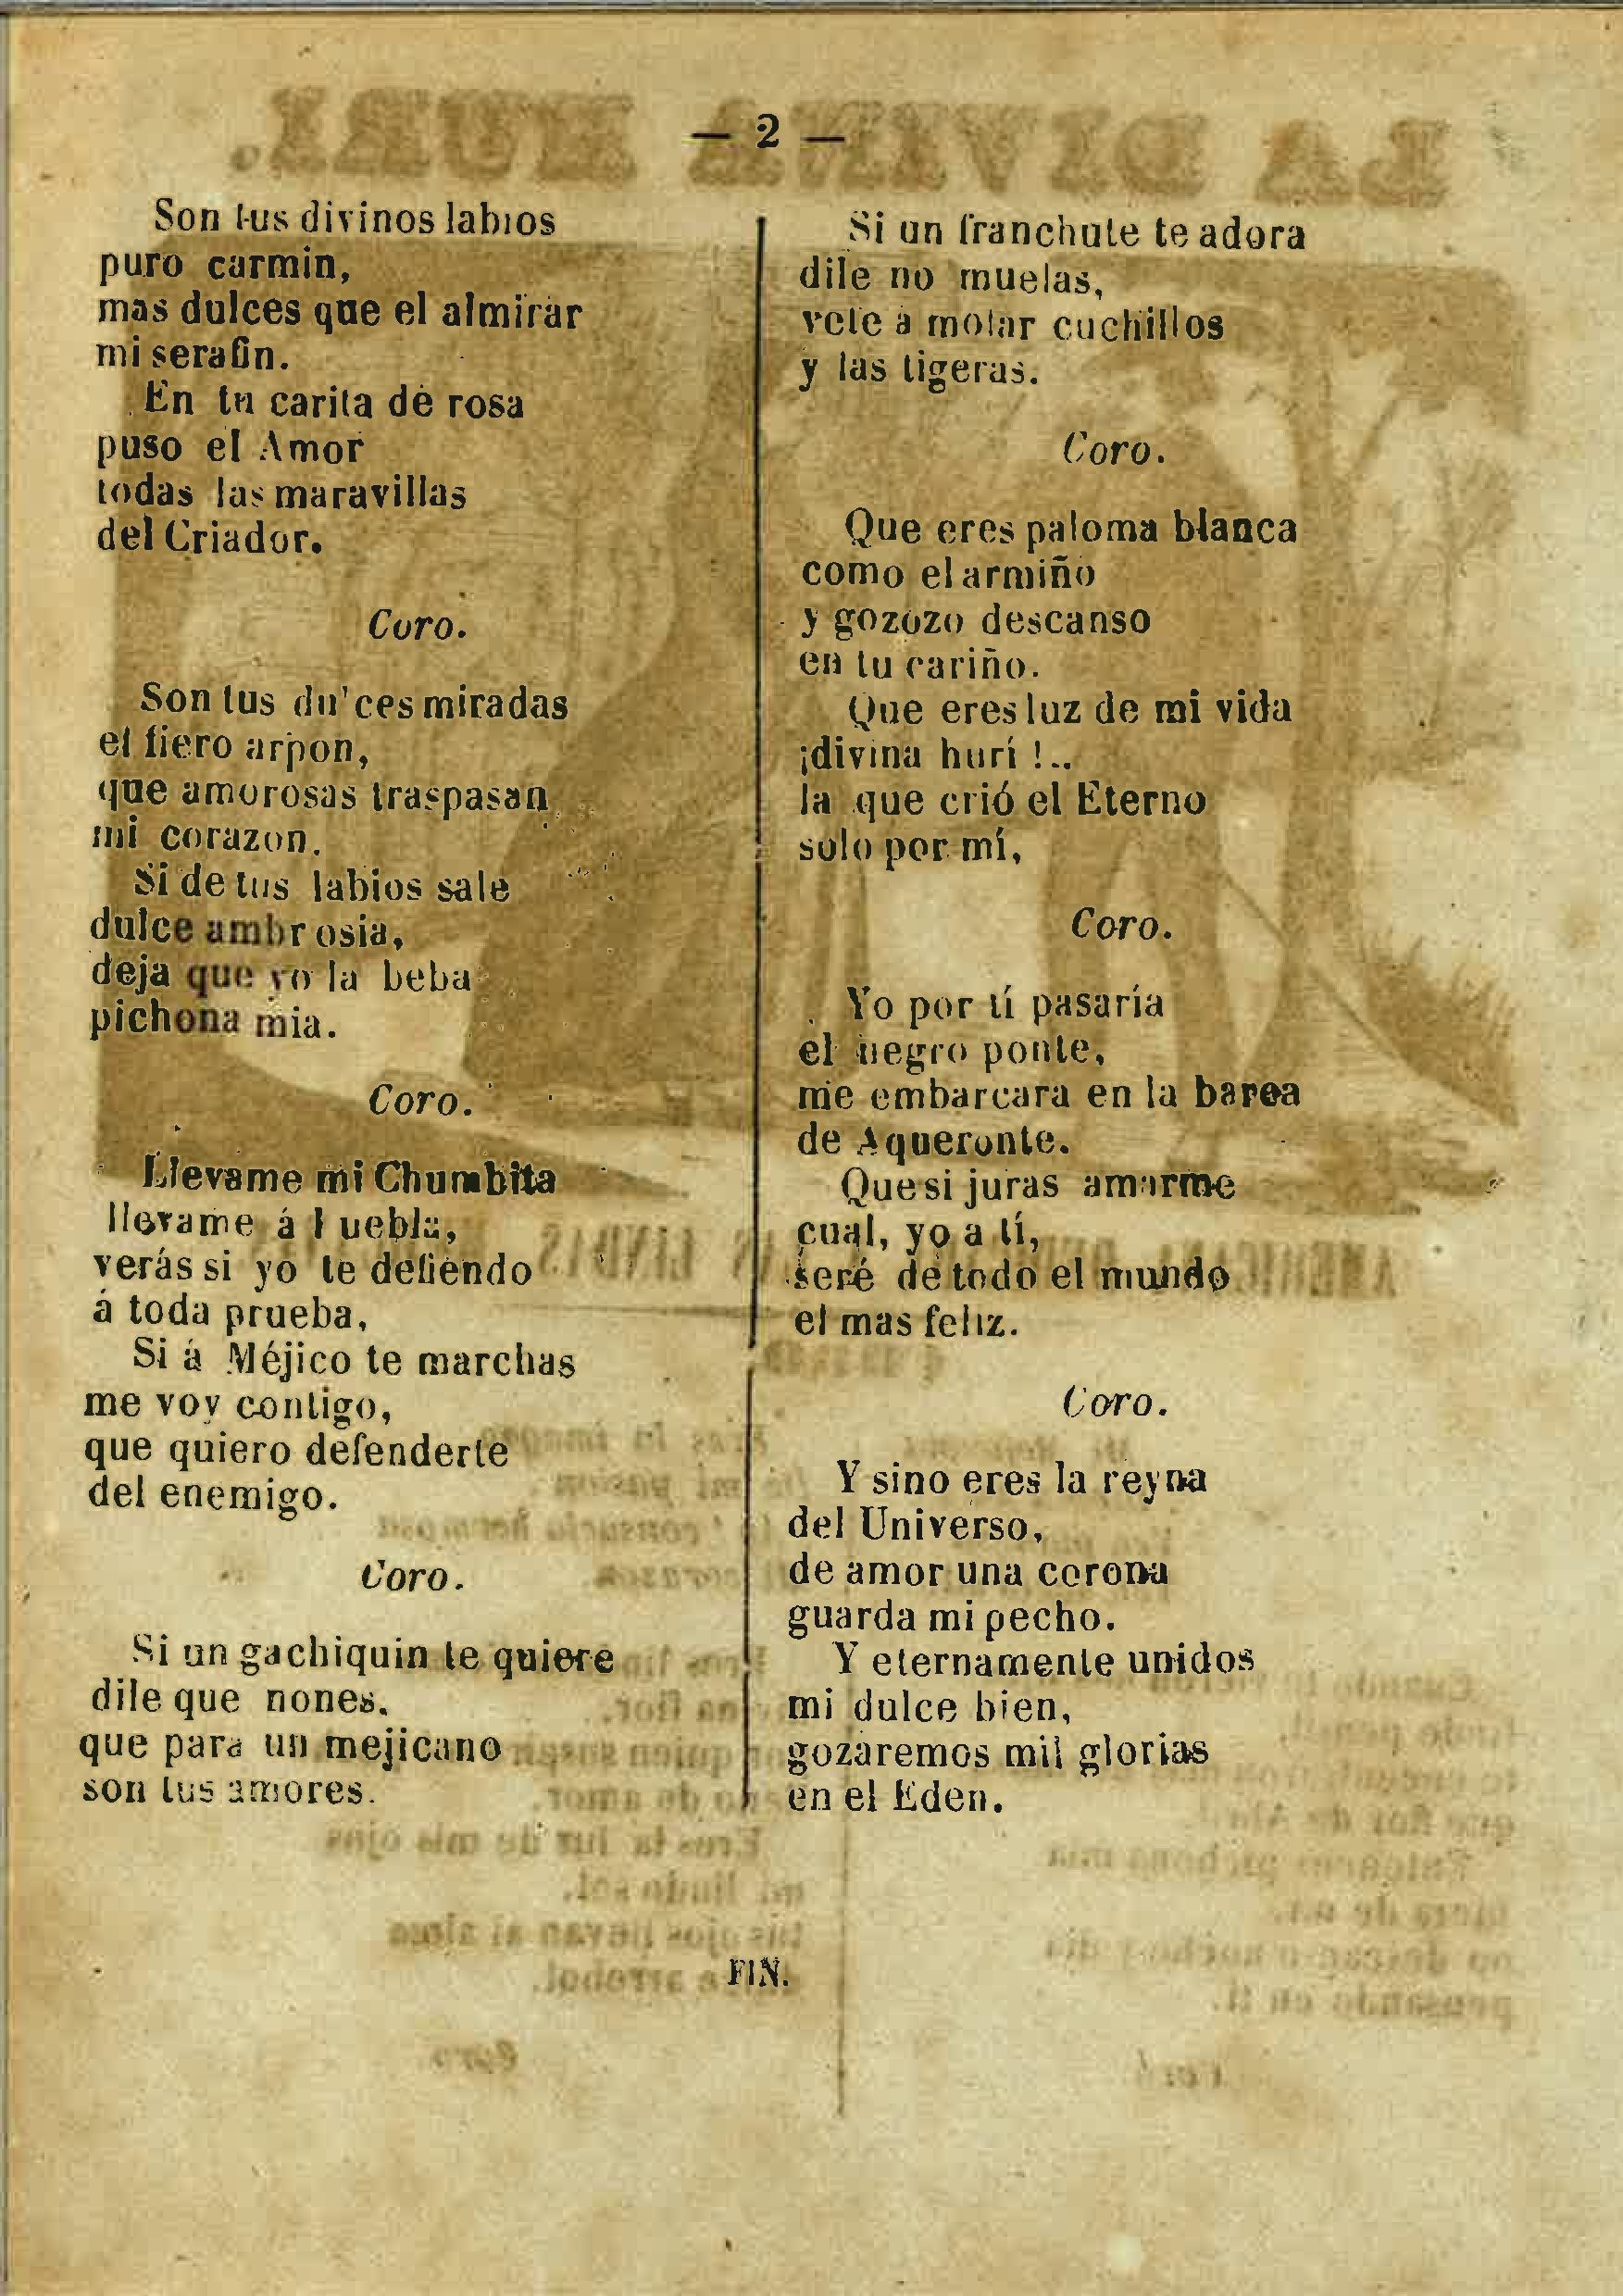 — 2 —
Son tus divinos labios
puro carmin,
mas dulces que el almirar
mi serafin.
En tu carita de rosa
puso el Amor
todas las maravillas
del Criador.
Coro.
Son tus dulces miradas
el fiero arpon,
que amorosas traspasan
mi corazon.
Si de tus labios sale
dulce ambrosia,
deja que yo la beba
pichona mia.
Coro.
Llevame mi Chumbita
llevame á Puebla,
verás si yo te defiendo
á toda prueba,
Si á Méjico te marchas
me voy contigo,
que quiero defenderte
del enemigo.
Coro.
Si un gachiquin te quiere
dile que nones.
que para un mejicano
son tus amores.
Si un franchute te adora
dile no muelas,
vete a molar cuchillos
y las tigeras.
Coro.
Que eres paloma blanca
como el armiño
y gozozo descanso
en tu cariño.
Que eres luz de mi vida
¡divina hurí !..
la que crió el Eterno
solo por mí,
Coro.
Yo por tí pasaría
el negro ponte,
me embarcara en la barca
de Aqueronte.
Que si juras amarme
cual, yo a tí,
seré de todo el mundo
el mas feliz.
Coro.
Y sino eres la reyna
del Universo,
de amor una corona
guarda mi pecho.
Y eternamente unidos
mi dulce bien,
gozaremos mil glorias
en el Eden.
FIN.